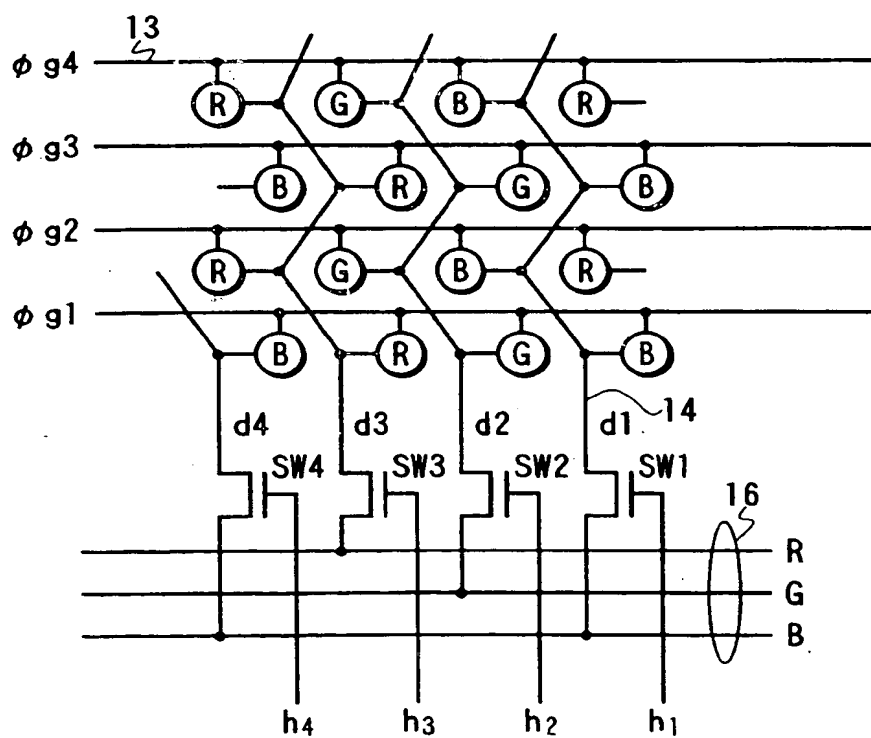 13
φ g4
R G B R
φ g3
B R G B
φ g2
R G B R
φ g1
B R G B
14
d4 d3 d2 d1
SW4 SW3 SW2 SW1
16
R
G
B
h4 h3 h2 h1